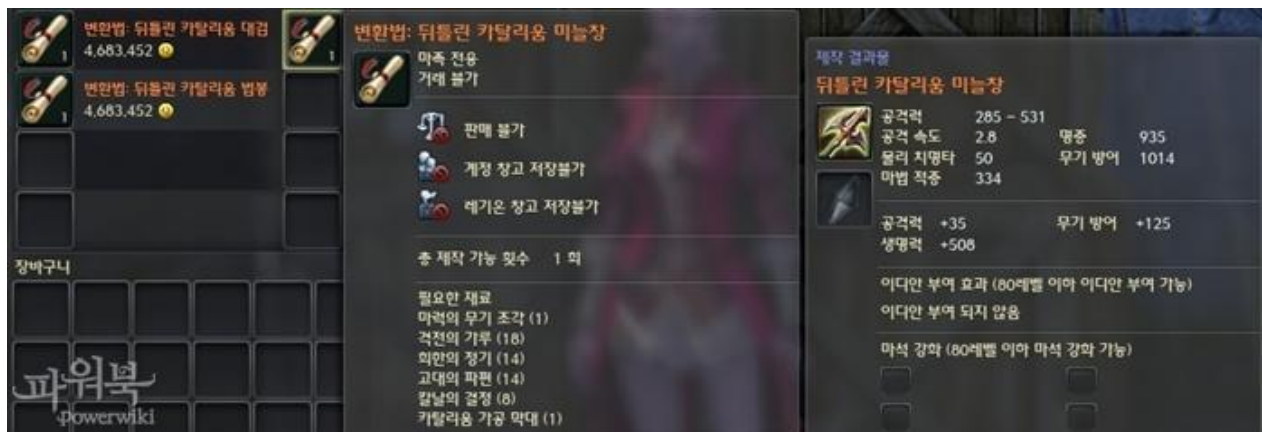 변환법: 뒤틀린 카탈리움 대검
4,683,452
1
변환법: 뒤틀린 카탈리움 법봉
4,683,452
1
1
장바구니
파워북
Powerwiki
변환법: 뒤틀린 카탈리움 미늘창
마족 전용
거래 불가
판매 불가
계정 창고 저장불가
레기온 창고 저장불가
총 제작 가능 횟수 1 회
필요한 재료
마력의 무기 조각 (1)
격전의 가루 (18)
회한의 정기 (14)
고대의 파편 (14)
칼날의 결정 (8)
카탈리움 가공 막대 (1)
제작 결과물
뒤틀린 카탈리움 미늘창
공격력 285 - 531
공격 속도 2.8 명중 935
물리 치명타 50 무기 방어 1014
마법 적중 334
공격력 +35 무기 방어 +125
생명력 +508
이디안 부여 효과 (80레벨 이하 이디안 부여 가능)
이디안 부여 되지 않음
마석 강화 (80레벨 이하 마석 강화 가능)